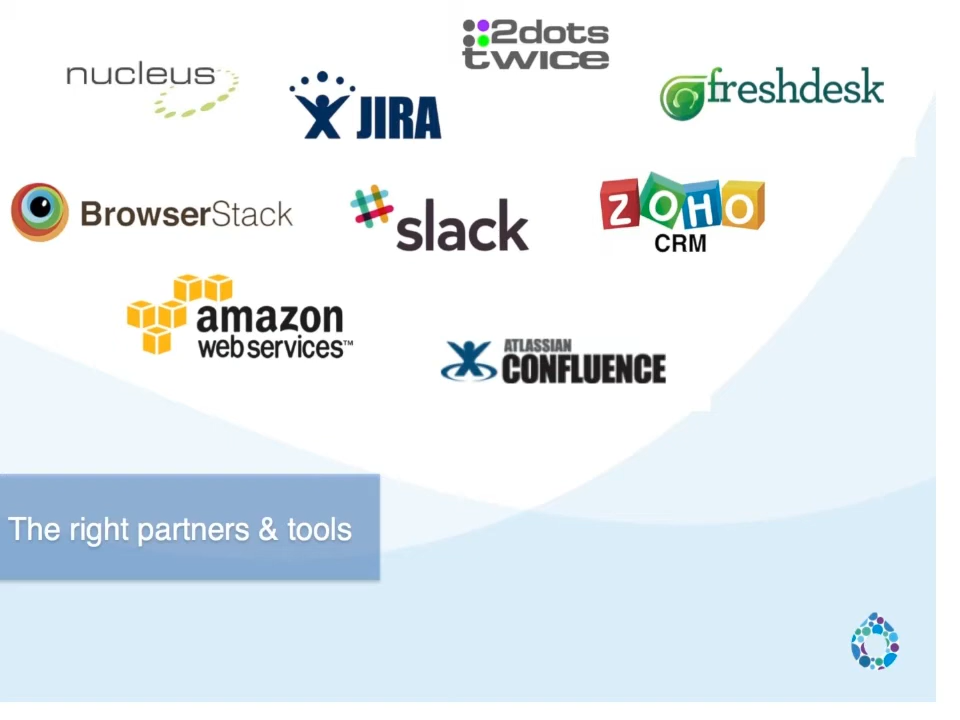 2dots
twice
nucleus
JIRA
freshdesk
BrowserStack
slack
ZOHO
CRM
amazon
web services™
ATLASSIAN
CONFLUENCE
The right partners & tools